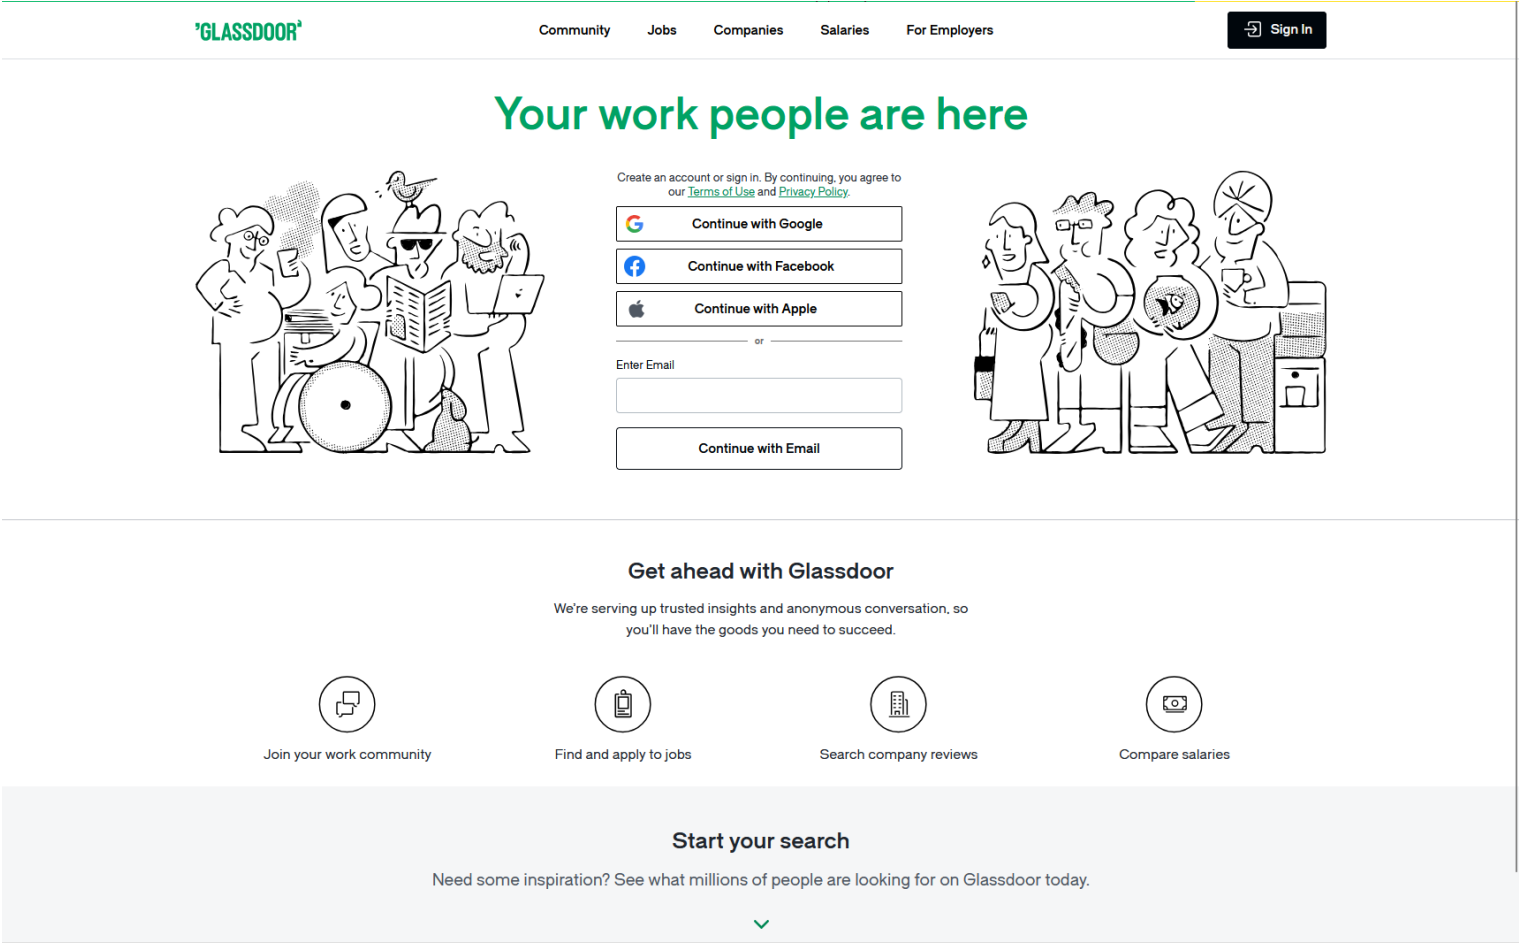 GLASSDOOR
Community
Jobs
Companies
Salaries
For Employers
Sign In
Your work people are here
Create an account or sign in. By continuing, you agree to
our Terms of Use and Privacy Policy.
Continue with Google
Continue with Facebook
Continue with Apple
or
Enter Email
Continue with Email
Get ahead with Glassdoor
We're serving up trusted insights and anonymous conversation, so
you'll have the goods you need to succeed.
Join your work community
Find and apply to jobs
Search company reviews
Compare salaries
Start your search
Need some inspiration? See what millions of people are looking for on Glassdoor today.